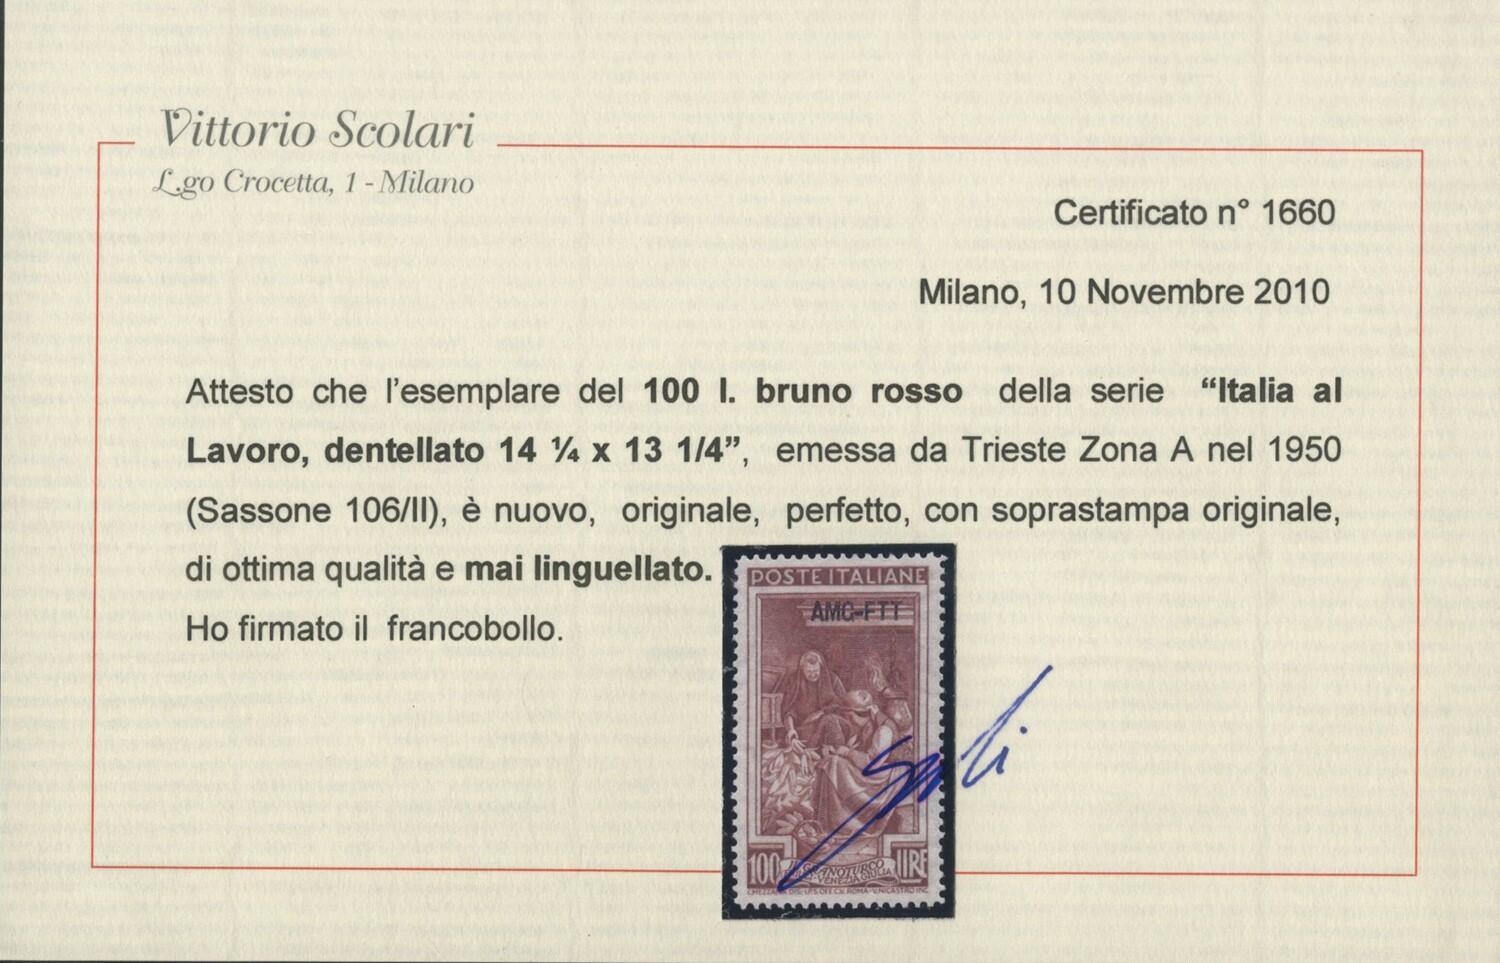 Vittorio Scolari
L.go Crocetta, 1 - Milano
Certificato n° 1660
Milano, 10 Novembre 2010
Attesto che l'esemplare del 100 l. bruno rosso della serie “Italia al
Lavoro, dentellato 14 ¼ x 13 1/4”, emessa da Trieste Zona A nel 1950
(Sassone 106/II), è nuovo, originale, perfetto, con soprastampa originale,
di ottima qualità e mai linguellato.
Ho firmato il francobollo.
POSTE ITALIANE
AMG-FTT
100 LIRE
GRANOTURCO
VENEZIA GIULIA